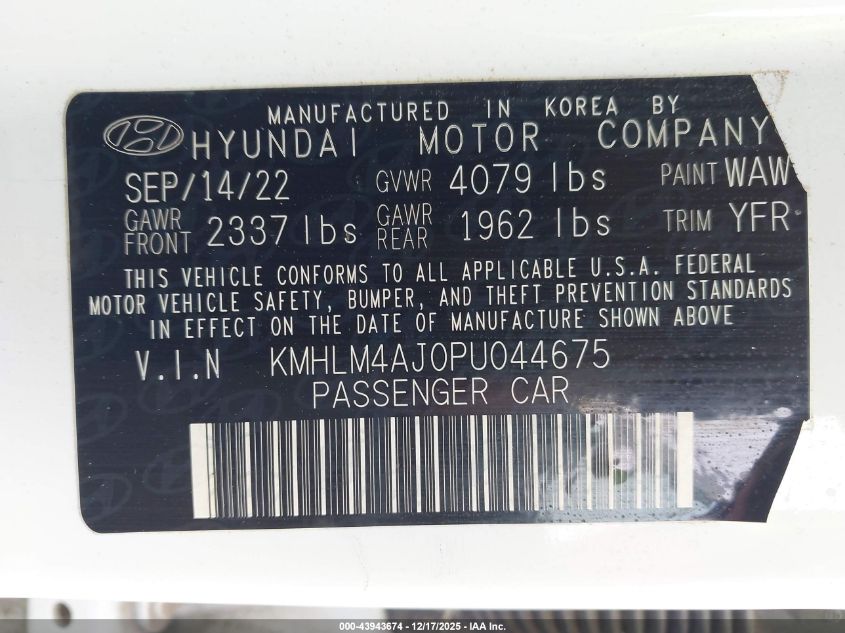 MANUFACTURED IN KOREA BY
HYUNDAI MOTOR COMPANY
SEP/14/22 GVWR 4079 lbs PAINT WAW
GAWR FRONT 2337 lbs GAWR REAR 1962 lbs TRIM YFR
THIS VEHICLE CONFORMS TO ALL APPLICABLE U.S.A. FEDERAL
MOTOR VEHICLE SAFETY, BUMPER, AND THEFT PREVENTION STANDARDS
IN EFFECT ON THE DATE OF MANUFACTURE SHOWN ABOVE
V.I.N KMHLM4AJ0PU044675
PASSENGER CAR
000-43943674 | 12/17/2025 - IAA Inc.